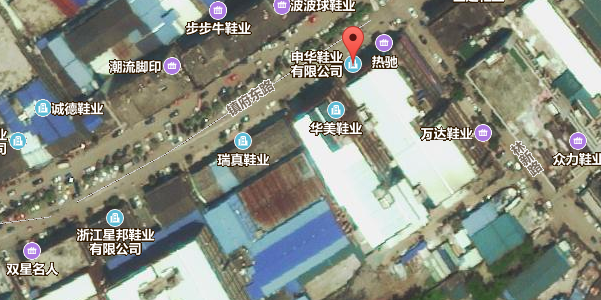 波波球鞋业
步步牛鞋业
申华鞋业
有限公司
热驰
潮流脚印
镇府东路
诚德鞋业
华美鞋业
万达鞋业
业
司
瑞真鞋业
众力鞋业
浙江星邦鞋业
有限公司
双星名人